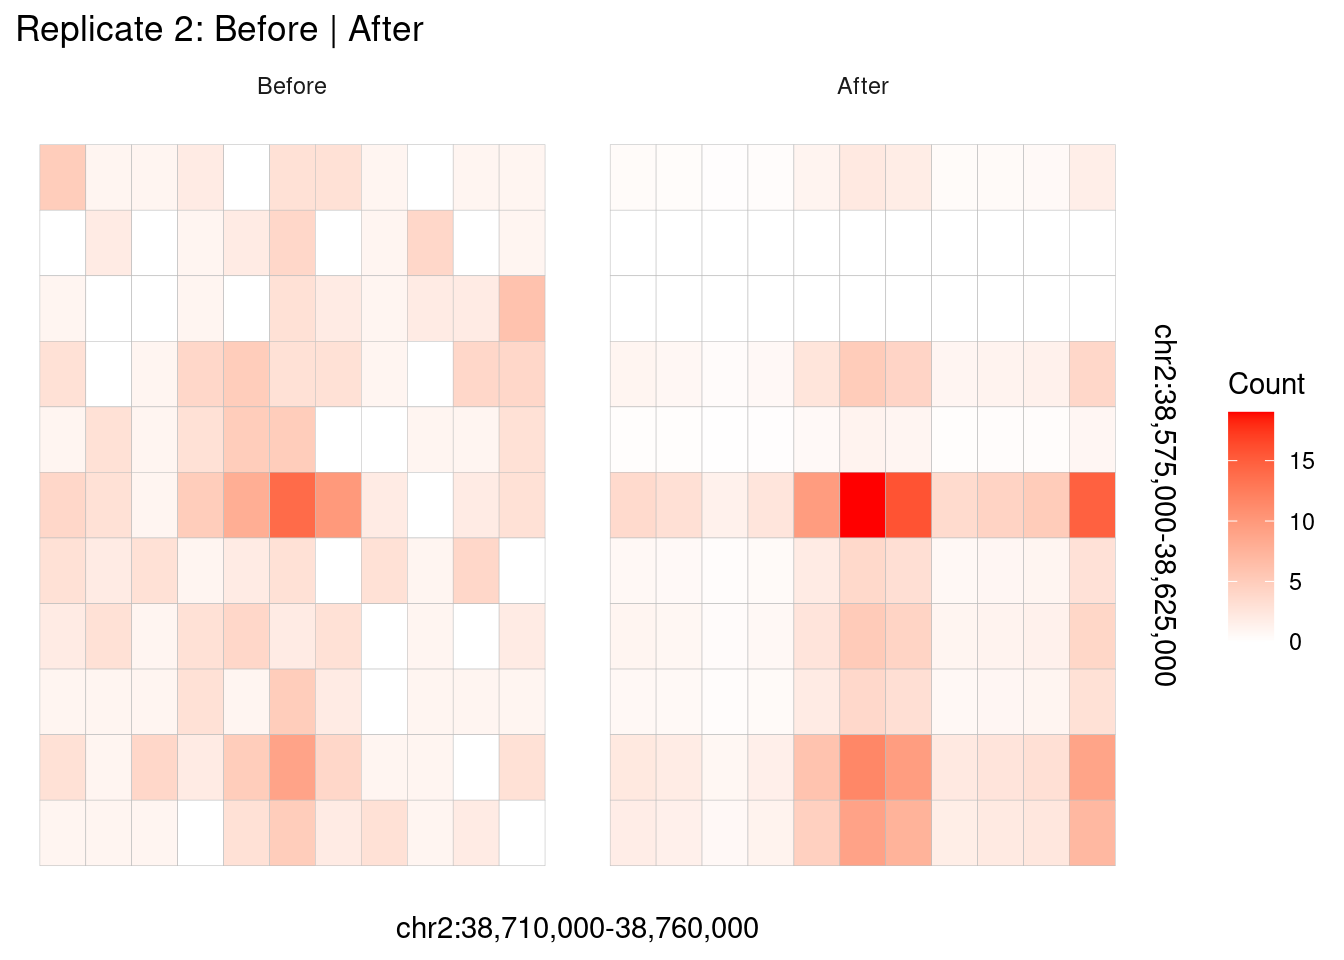 Replicate 2: Before | After
Before
After
chr2:38,575,000-38,625,000
Count
15
10
5
0
chr2:38,710,000-38,760,000